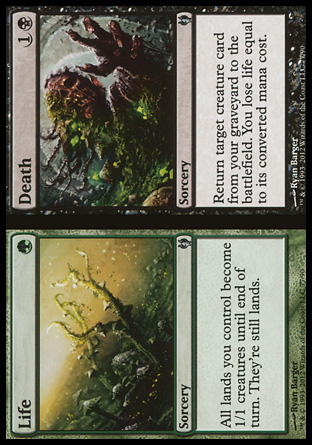 Death 1
Sorcery
Return target creature card
from your graveyard to the
battlefield. You lose life equal
to its converted mana cost.
Ryan Barger
Life
Sorcery
All lands you control become
1/1 creatures until end of
turn. They're still lands.
Ryan Barger